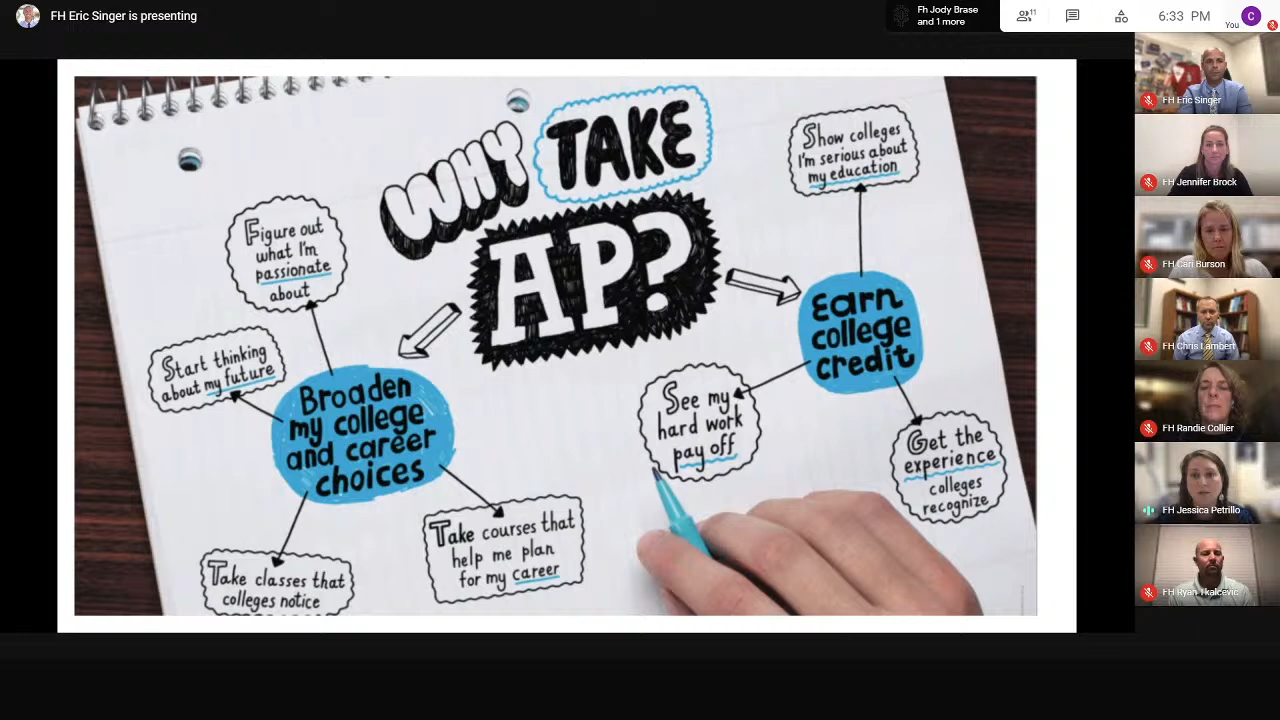 FH Eric Singer is presenting
Fh Jody Brase
and 1 more
11
6:33 PM
C
You
WHY TAKE
AP?
Figure out
what I'm
passionate
about
Start thinking
about my future
Broaden
my college
and career
choices
Take classes that
colleges notice
Take courses that
help me plan
for my career
Show colleges
I'm serious about
my education
Earn
college
credit
See my
hard work
pay off
Get the
experience
colleges
recognize
FH Eric Singer
FH Jennifer Brock
FH Cari Burson
FH Chris Lambert
FH Randie Collier
FH Jessica Petrillo
FH Ryan Tkalcevic